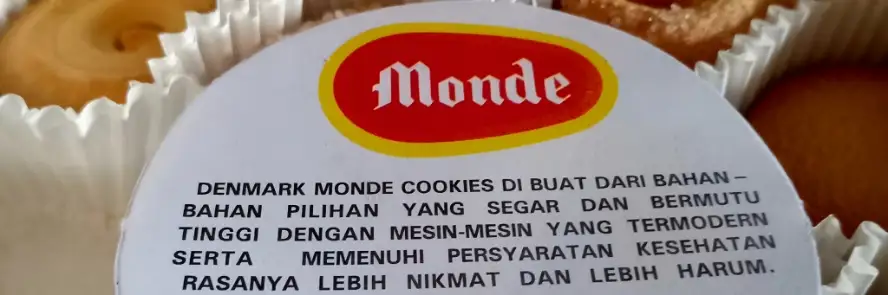 Monde
DENMARK MONDE COOKIES DI BUAT DARI BAHAN –
BAHAN PILIHAN YANG SEGAR DAN BERMUTU
TINGGI DENGAN MESIN-MESIN YANG TERMODERN
SERTA MEMENUHI PERSYARATAN KESEHATAN
RASANYA LEBIH NIKMAT DAN LEBIH HARUM.